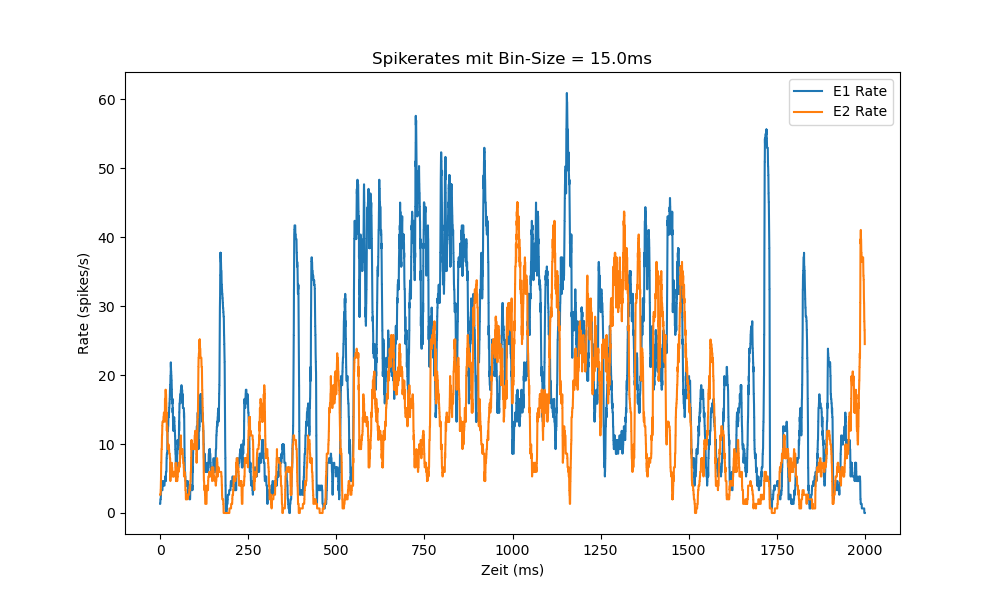 Spikerates mit Bin-Size = 15.0ms
E1 Rate
E2 Rate
60
50
40
30
20
10
0
Rate (spikes/s)
0 250 500 750 1000 1250 1500 1750 2000
Zeit (ms)